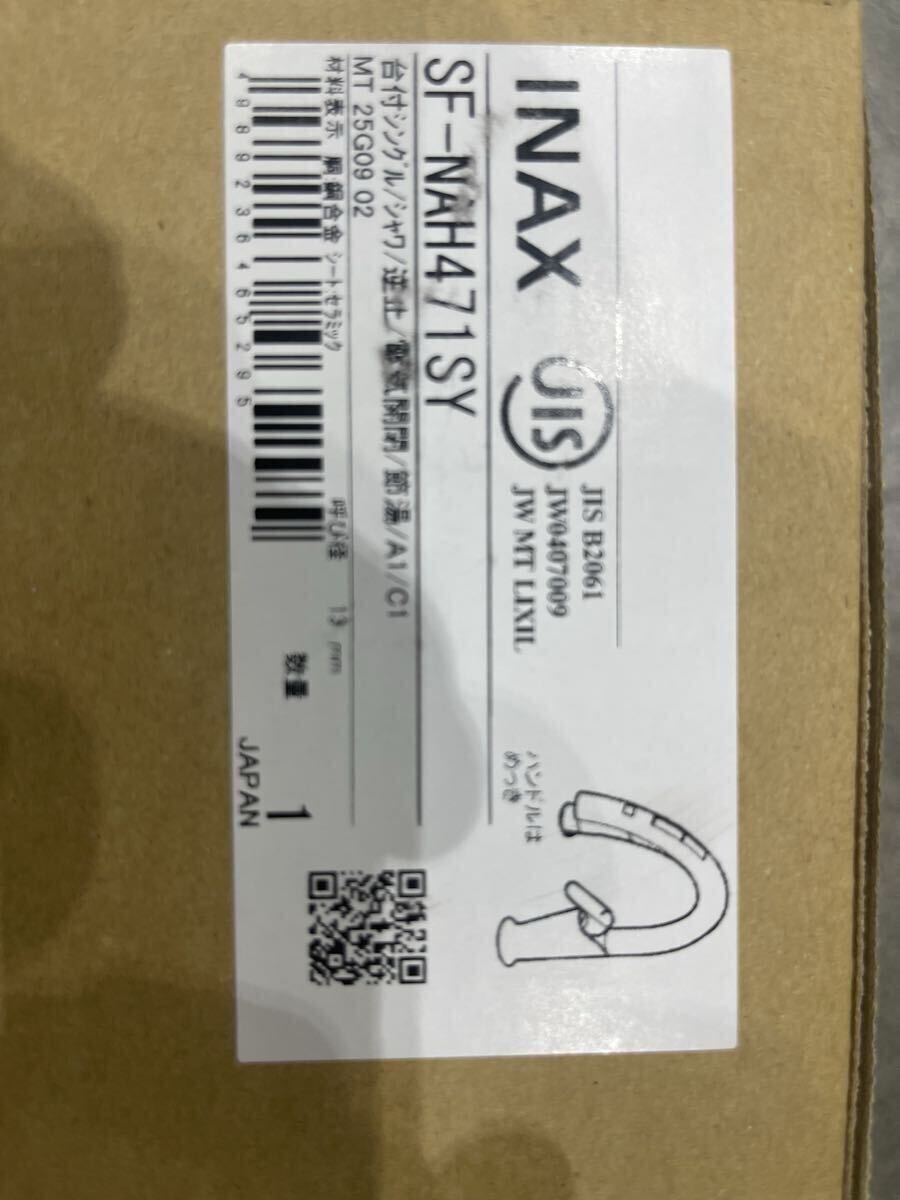 INAX
JIS
JIS B2061
JW0407009
JW MT LIXIL
ハンドルは
めっき
SF-NAH471SY
台付シングル/シャワ/逆止/電気開閉/節湯/A1/C1
MT 25G09 02
材料表示 胴:銅合金 シート:セラミック
呼び径 13 mm
数量 1
4989236465295
JAPAN